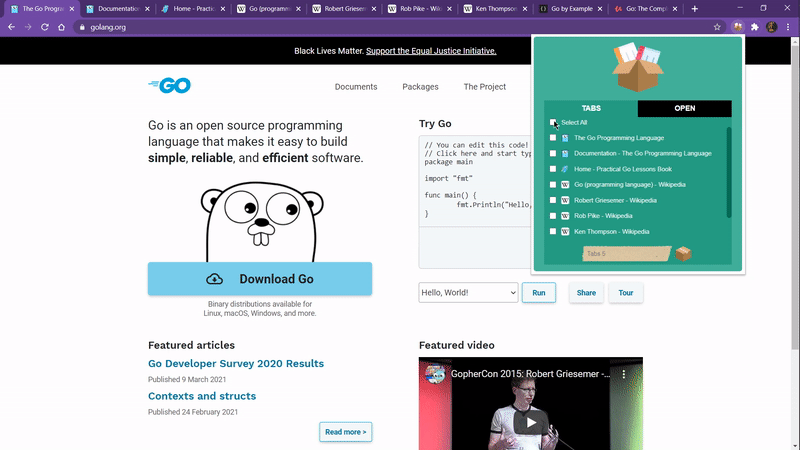 The Go Progra
Documentation
Home - Practic
Go (programm
Robert Griesem
Rob Pike - Wiki
Ken Thompson
Go by Example
Go: The Compl
golang.org
Black Lives Matter. Support the Equal Justice Initiative.
GO
Documents
Packages
The Project
Go is an open source programming
language that makes it easy to build
simple, reliable, and efficient software.
Download Go
Binary distributions available for
Linux, macOS, Windows, and more.
Featured articles
Go Developer Survey 2020 Results
Published 9 March 2021
Contexts and structs
Published 24 February 2021
Read more >
Try Go
// You can edit this code!
// Click here and start typ
package main
import "fmt"
func main() {
fmt.Println("Hello,
}
Hello, World!
Run
Share
Tour
Featured video
GopherCon 2015: Robert Griesemer -...
TABS
OPEN
Select All
The Go Programming Language
Documentation - The Go Programming Language
Home - Practical Go Lessons Book
Go (programming language) - Wikipedia
Robert Griesemer - Wikipedia
Rob Pike - Wikipedia
Ken Thompson - Wikipedia
Tabs 5